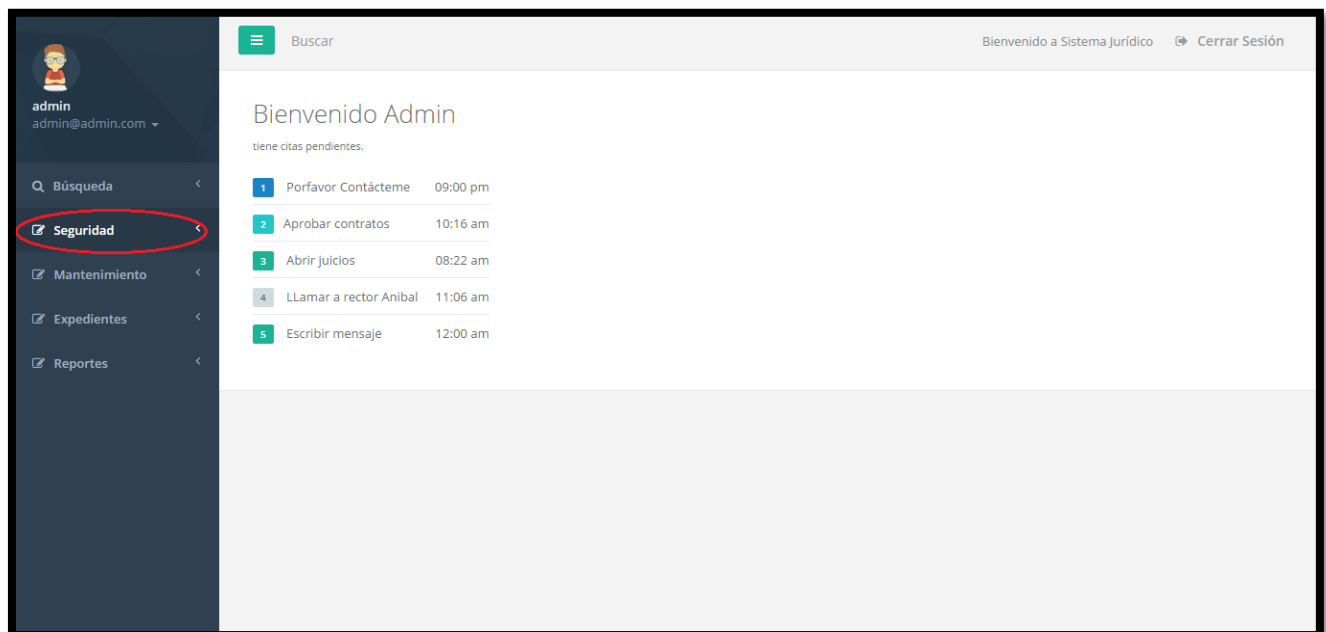 admin
admin@admin.com
Búsqueda
Seguridad
Mantenimiento
Expedientes
Reportes
Buscar
Bienvenido a Sistema Jurídico Cerrar Sesión
Bienvenido Admin
tiene citas pendientes.
1 Porfavor Contácteme 09:00 pm
2 Aprobar contratos 10:16 am
3 Abrir juicios 08:22 am
4 LLamar a rector Anibal 11:06 am
5 Escribir mensaje 12:00 am